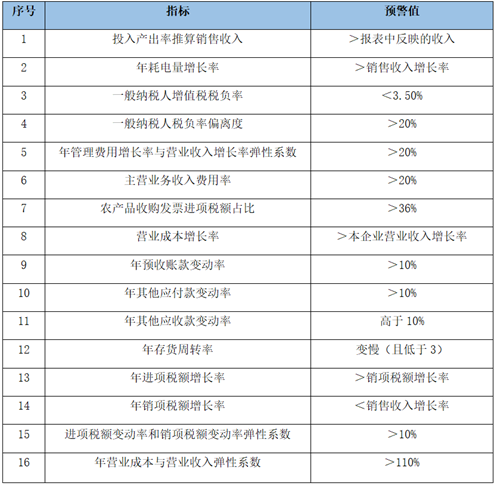 序号 指标 预警值
1 投入产出率推算销售收入 ＞报表中反映的收入
2 年耗电量增长率 ＞销售收入增长率
3 一般纳税人增值税税负率 ＜3.50%
4 一般纳税人税负率偏离度 ＞20%
5 年管理费用增长率与营业收入增长率弹性系数 ＞20%
6 主营业务收入费用率 ＞20%
7 农产品收购发票进项税额占比 ＞36%
8 营业成本增长率 ＞本企业营业收入增长率
9 年预收账款变动率 ＞10%
10 年其他应付款变动率 ＞10%
11 年其他应收款变动率 高于 10%
12 年存货周转率 变慢（且低于 3）
13 年进项税额增长率 ＞销项税额增长率
14 年销项税额增长率 ＜销售收入增长率
15 进项税额变动率和销项税额变动率弹性系数 ＞10%
16 年营业成本与营业收入弹性系数 ＞110%